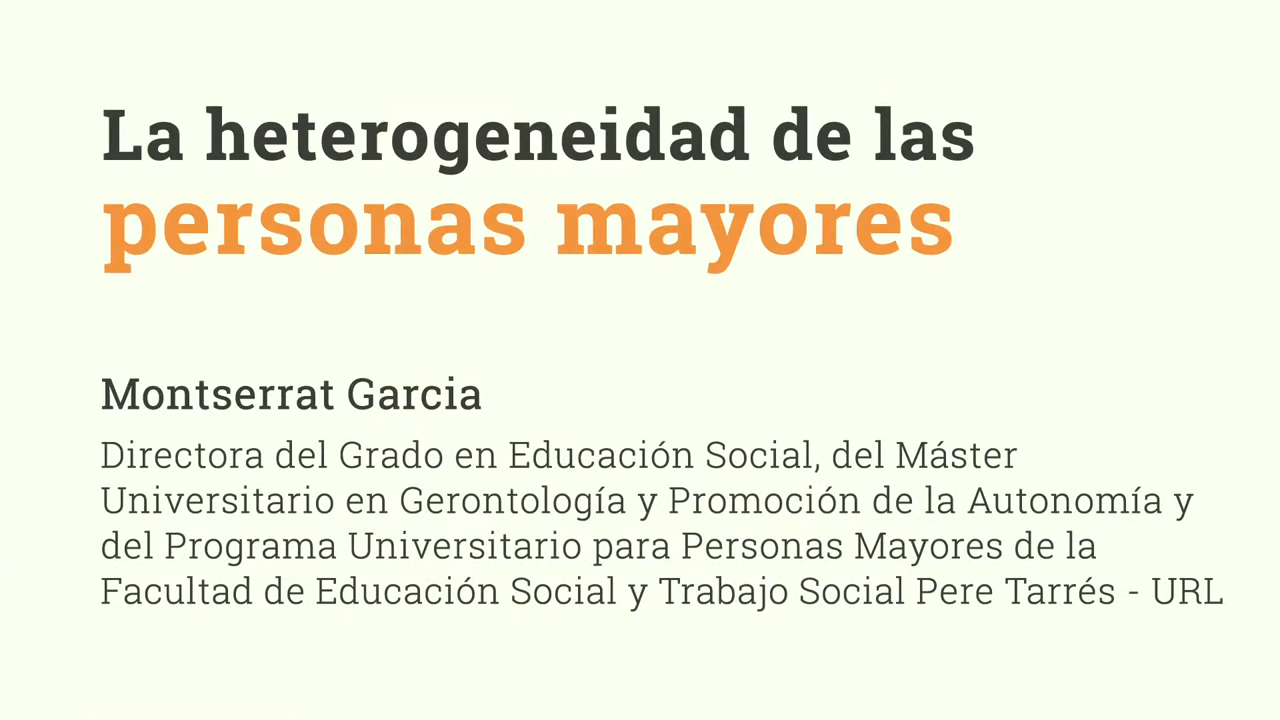 La heterogeneidad de las
personas mayores
Montserrat Garcia
Directora del Grado en Educación Social, del Máster
Universitario en Gerontología y Promoción de la Autonomía y
del Programa Universitario para Personas Mayores de la
Facultad de Educación Social y Trabajo Social Pere Tarrés - URL